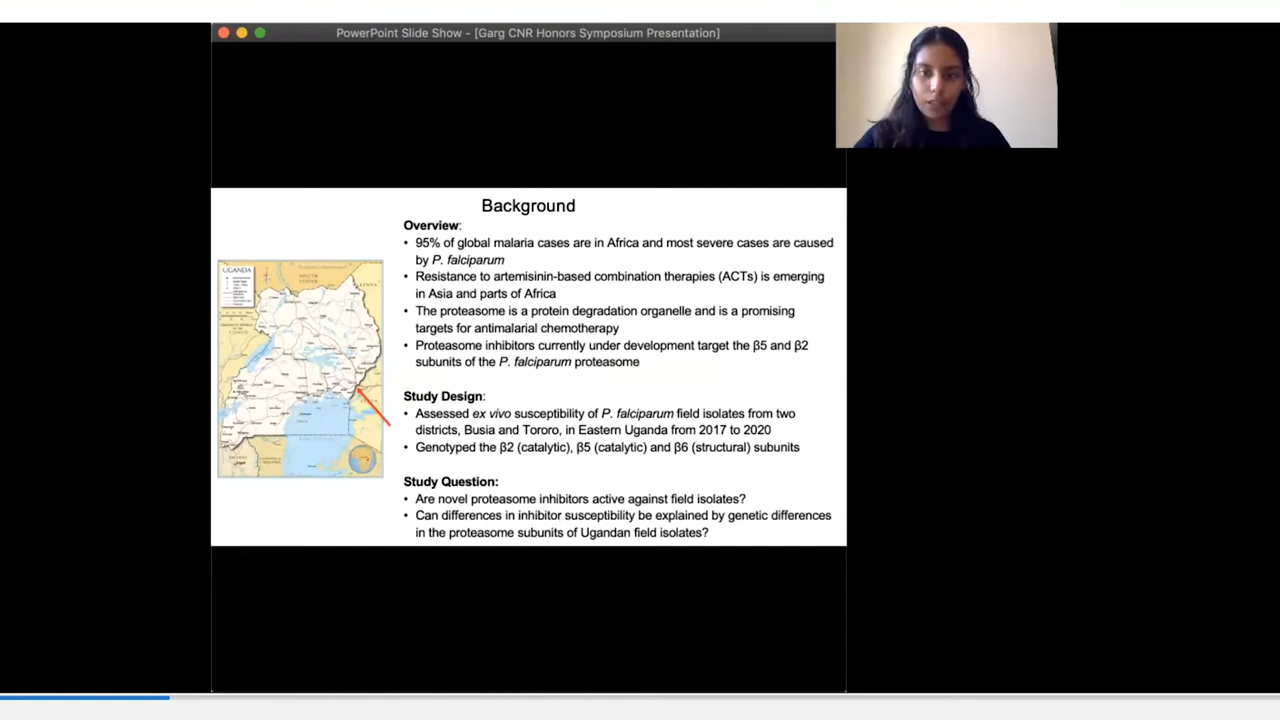 PowerPoint Slide Show - [Garg CNR Honors Symposium Presentation]
Background
UGANDA
Overview:
• 95% of global malaria cases are in Africa and most severe cases are caused
by P. falciparum
• Resistance to artemisinin-based combination therapies (ACTs) is emerging
in Asia and parts of Africa
• The proteasome is a protein degradation organelle and is a promising
targets for antimalarial chemotherapy
• Proteasome inhibitors currently under development target the β5 and β2
subunits of the P. falciparum proteasome
Study Design:
• Assessed ex vivo susceptibility of P. falciparum field isolates from two
districts, Busia and Tororo, in Eastern Uganda from 2017 to 2020
• Genotyped the β2 (catalytic), β5 (catalytic) and β6 (structural) subunits
Study Question:
• Are novel proteasome inhibitors active against field isolates?
• Can differences in inhibitor susceptibility be explained by genetic differences
in the proteasome subunits of Ugandan field isolates?